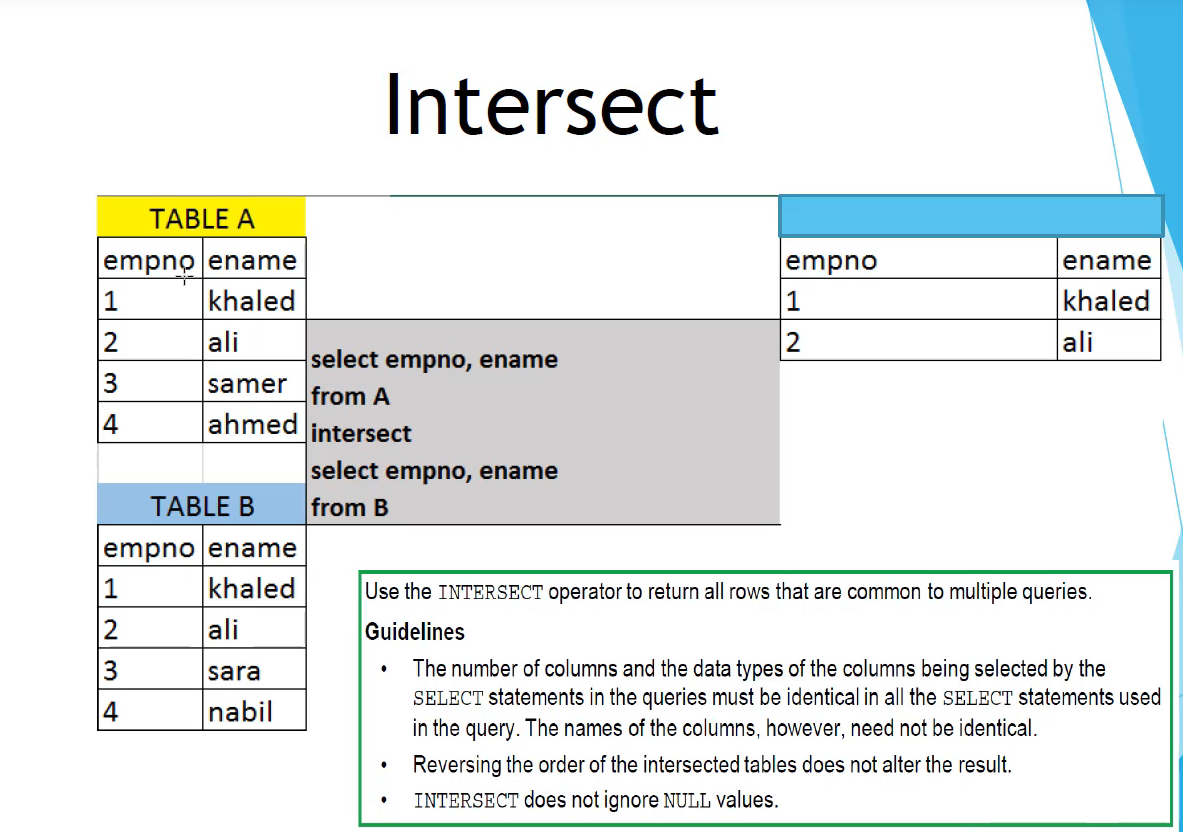 Intersect
TABLE A
empno ename
1 khaled
2 ali
3 samer
4 ahmed
TABLE B
empno ename
1 khaled
2 ali
3 sara
4 nabil
select empno, ename
from A
intersect
select empno, ename
from B
empno ename
1 khaled
2 ali
Use the INTERSECT operator to return all rows that are common to multiple queries.
Guidelines
• The number of columns and the data types of the columns being selected by the
SELECT statements in the queries must be identical in all the SELECT statements used
in the query. The names of the columns, however, need not be identical.
• Reversing the order of the intersected tables does not alter the result.
• INTERSECT does not ignore NULL values.